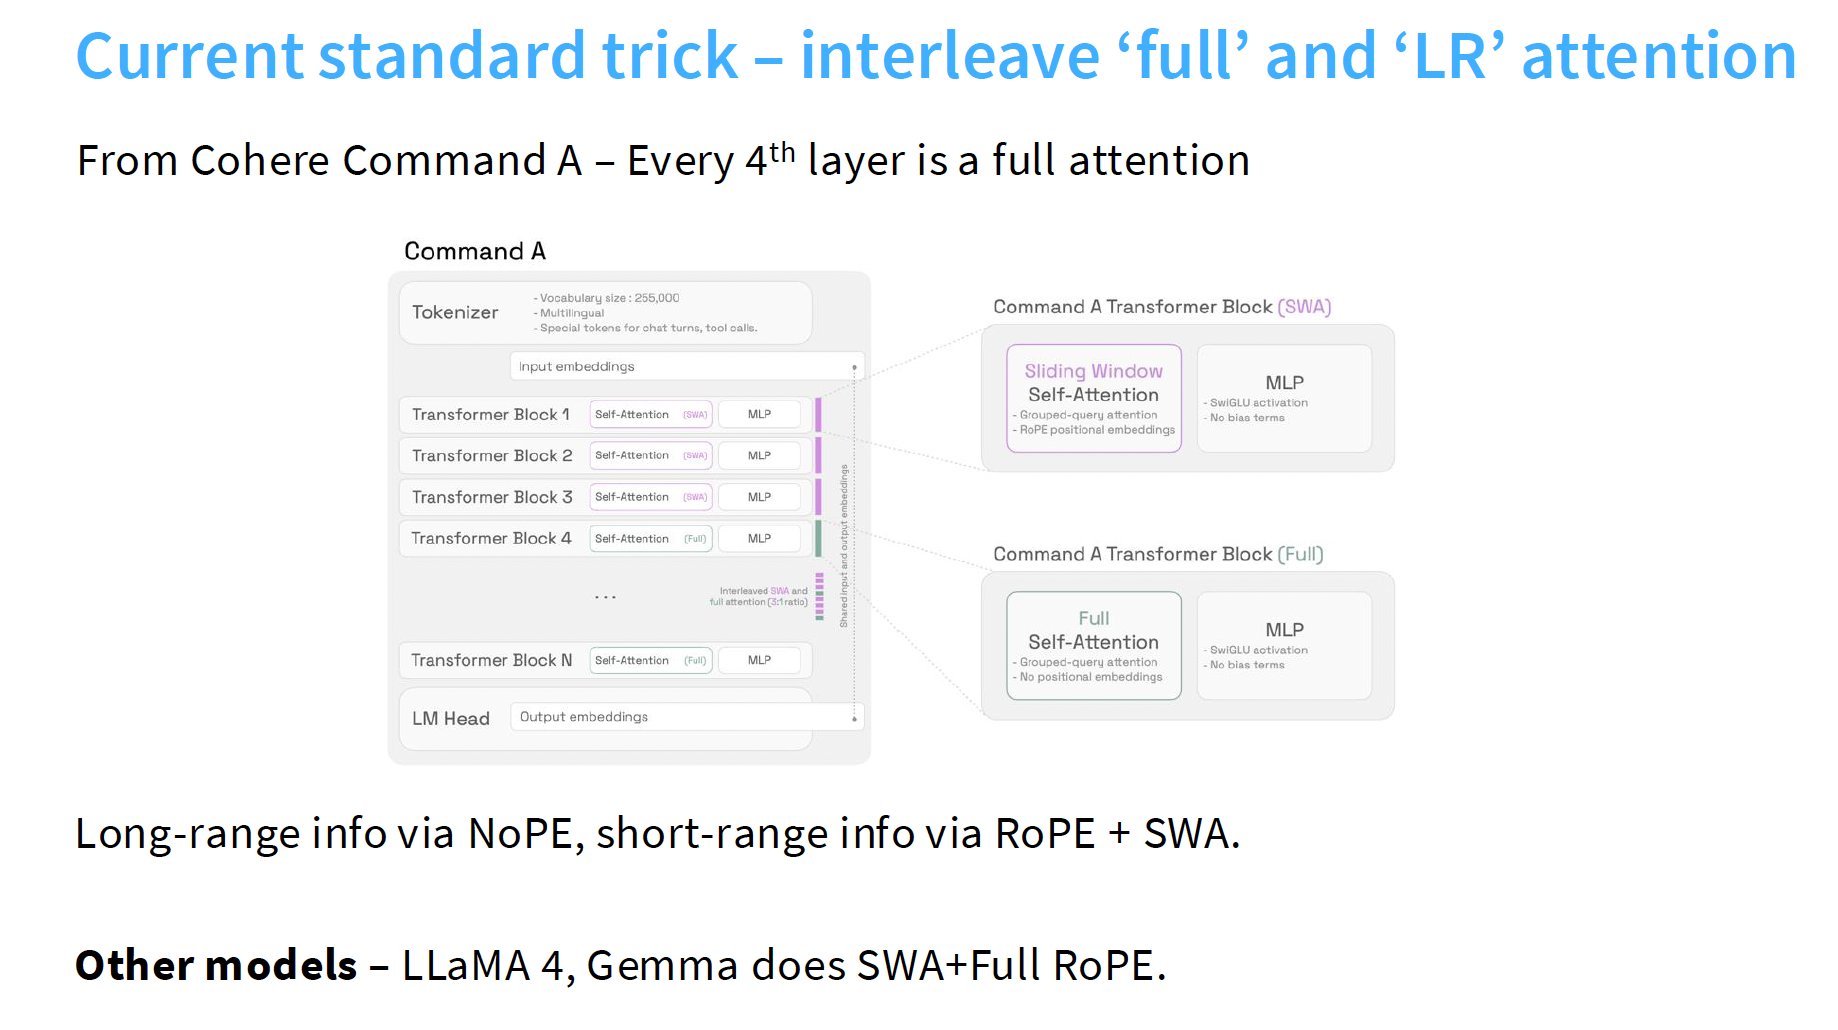 Current standard trick – interleave ‘full’ and ‘LR’ attention
From Cohere Command A – Every 4th layer is a full attention
Command A
Tokenizer
- Vocabulary size : 255,000
- Multilingual
- Special tokens for chat turns, tool calls.
Input embeddings
Transformer Block 1 Self-Attention (SWA) MLP
Transformer Block 2 Self-Attention (SWA) MLP
Transformer Block 3 Self-Attention (SWA) MLP
Transformer Block 4 Self-Attention (Full) MLP
...
Interleaved SWA and
full attention (3:1 ratio)
Shared input and output embeddings
Transformer Block N Self-Attention (Full) MLP
LM Head Output embeddings
Command A Transformer Block (SWA)
Sliding Window
Self-Attention
- Grouped-query attention
- RoPE positional embeddings
MLP
- SwiGLU activation
- No bias terms
Command A Transformer Block (Full)
Full
Self-Attention
- Grouped-query attention
- No positional embeddings
MLP
- SwiGLU activation
- No bias terms
Long-range info via NoPE, short-range info via RoPE + SWA.
Other models – LLaMA 4, Gemma does SWA+Full RoPE.